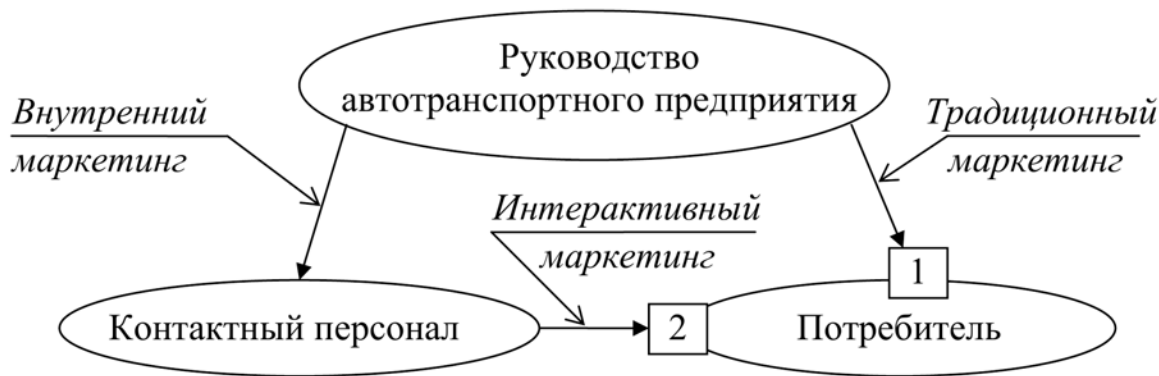 Руководство
автотранспортного предприятия
Внутренний
маркетинг
Традиционный
маркетинг
Интерактивный
маркетинг
1
Контактный персонал
2
Потребитель